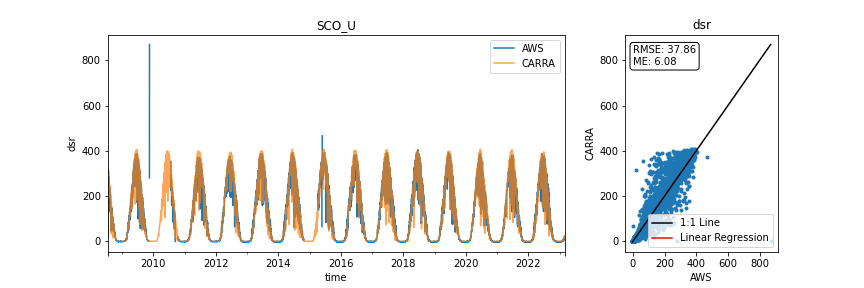 SCO_U
dsr
AWS
CARRA
800
600
400
200
0
2010
2012
2014
2016
2018
2020
2022
time
dsr
dsr
RMSE: 37.86
ME: 6.08
CARRA
800
600
400
200
0
1:1 Line
Linear Regression
0
200
400
600
800
AWS